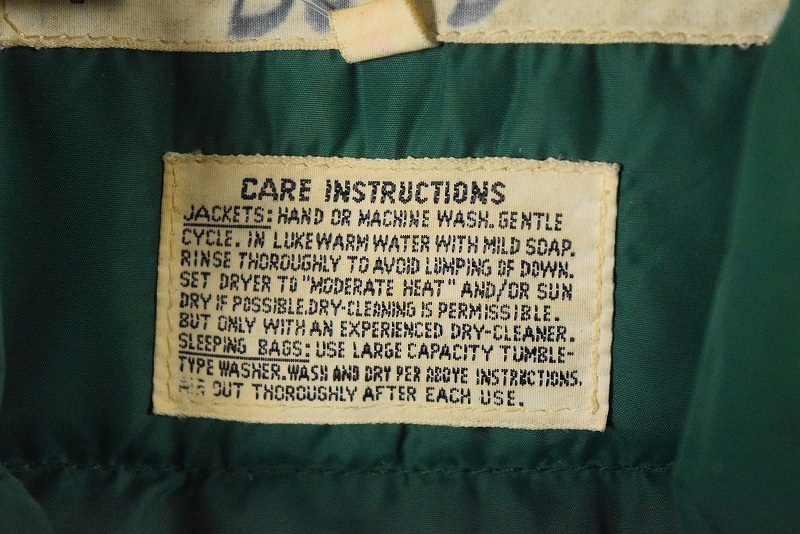 CARE INSTRUCTIONS
JACKETS: HAND OR MACHINE WASH. GENTLE
CYCLE. IN LUKEWARM WATER WITH MILD SOAP.
RINSE THOROUGHLY TO AVOID LUMPING OF DOWN.
SET DRYER TO "MODERATE HEAT" AND/OR SUN
DRY IF POSSIBLE.DRY-CLEANING IS PERMISSIBLE.
BUT ONLY WITH AN EXPERIENCED DRY-CLEANER.
SLEEPING BAGS: USE LARGE CAPACITY TUMBLE-
TYPE WASHER. WASH AND DRY PER ABOVE INSTRUCTIONS.
AIR OUT THOROUGHLY AFTER EACH USE.